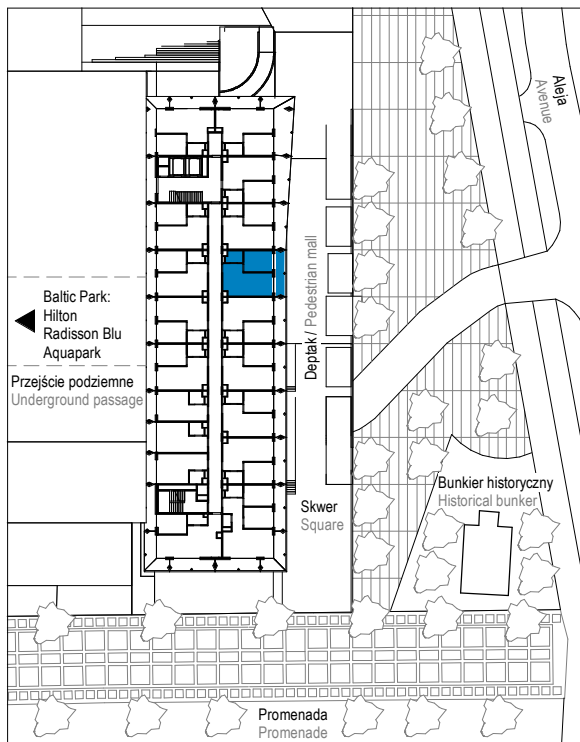 Aleja
Avenue
Baltic Park:
Hilton
Radisson Blu
Aquapark
Przejście podziemne
Underground passage
Deptak / Pedestrian mall
Bunkier historyczny
Historical bunker
Skwer
Square
Promenada
Promenade